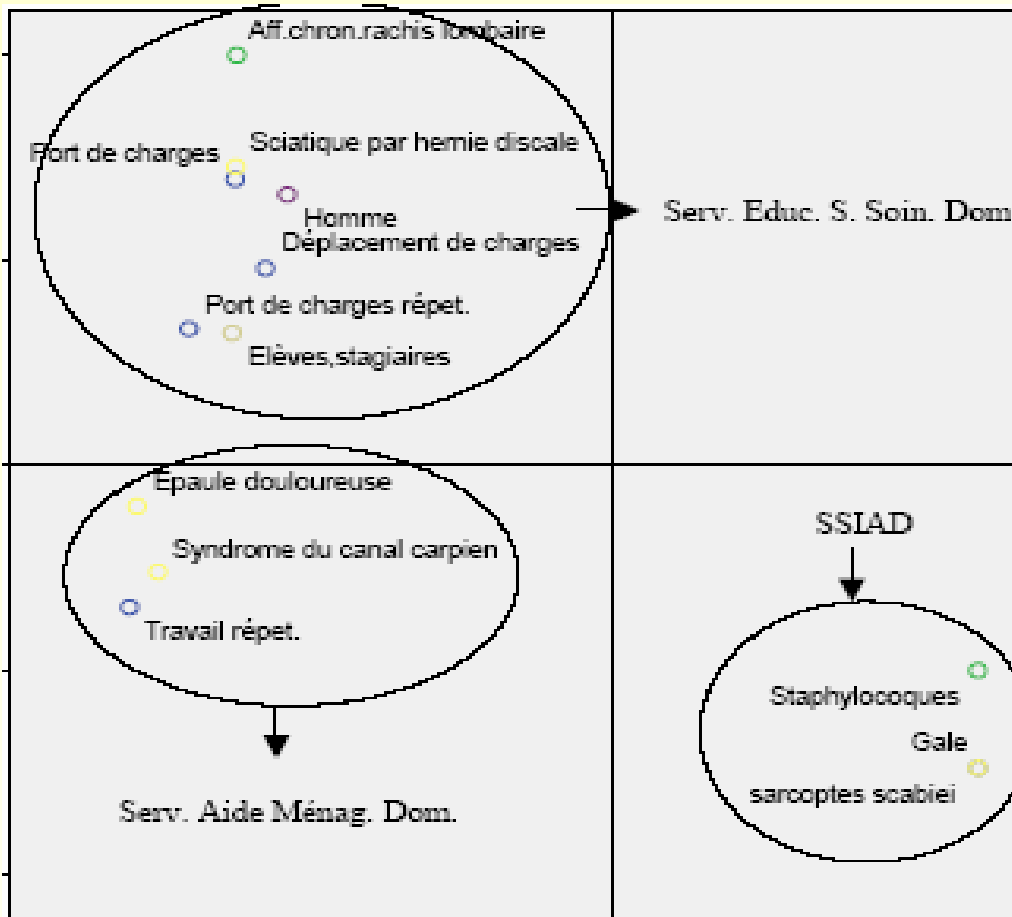 Aff.chron.rachis lombaire
Sciatique par hernie discale
Port de charges
Homme
Serv. Educ. S. Soin. Dom
Déplacement de charges
Port de charges répet.
Elèves,stagiaires
Epaule douloureuse
SSIAD
Syndrome du canal carpien
Travail répet.
Staphylocoques
Gale
sarcoptes scabiei
Serv. Aide Ménag. Dom.